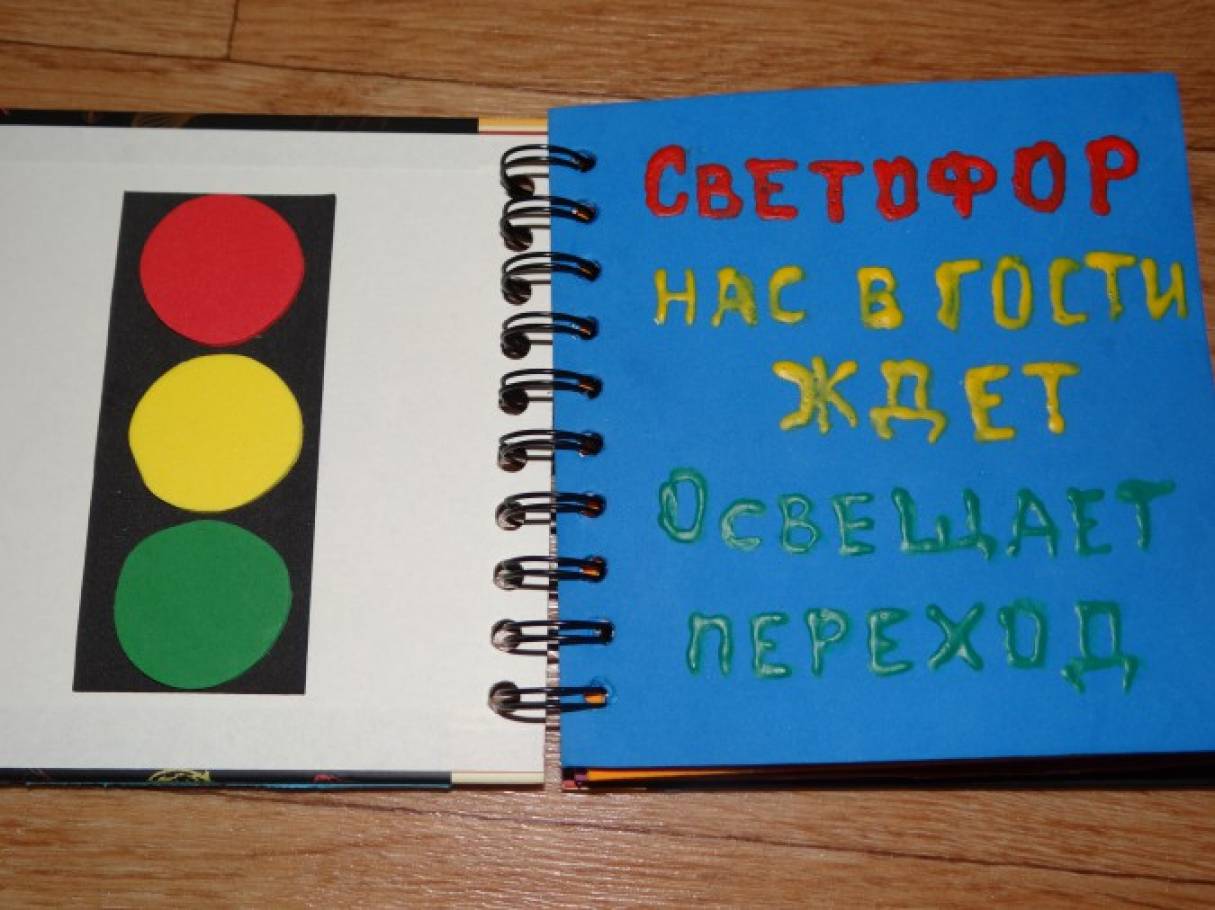 СВЕТОФОР
НАС В ГОСТИ
ЖДЕТ
ОСВЕЩАЕТ
ПЕРЕХОД